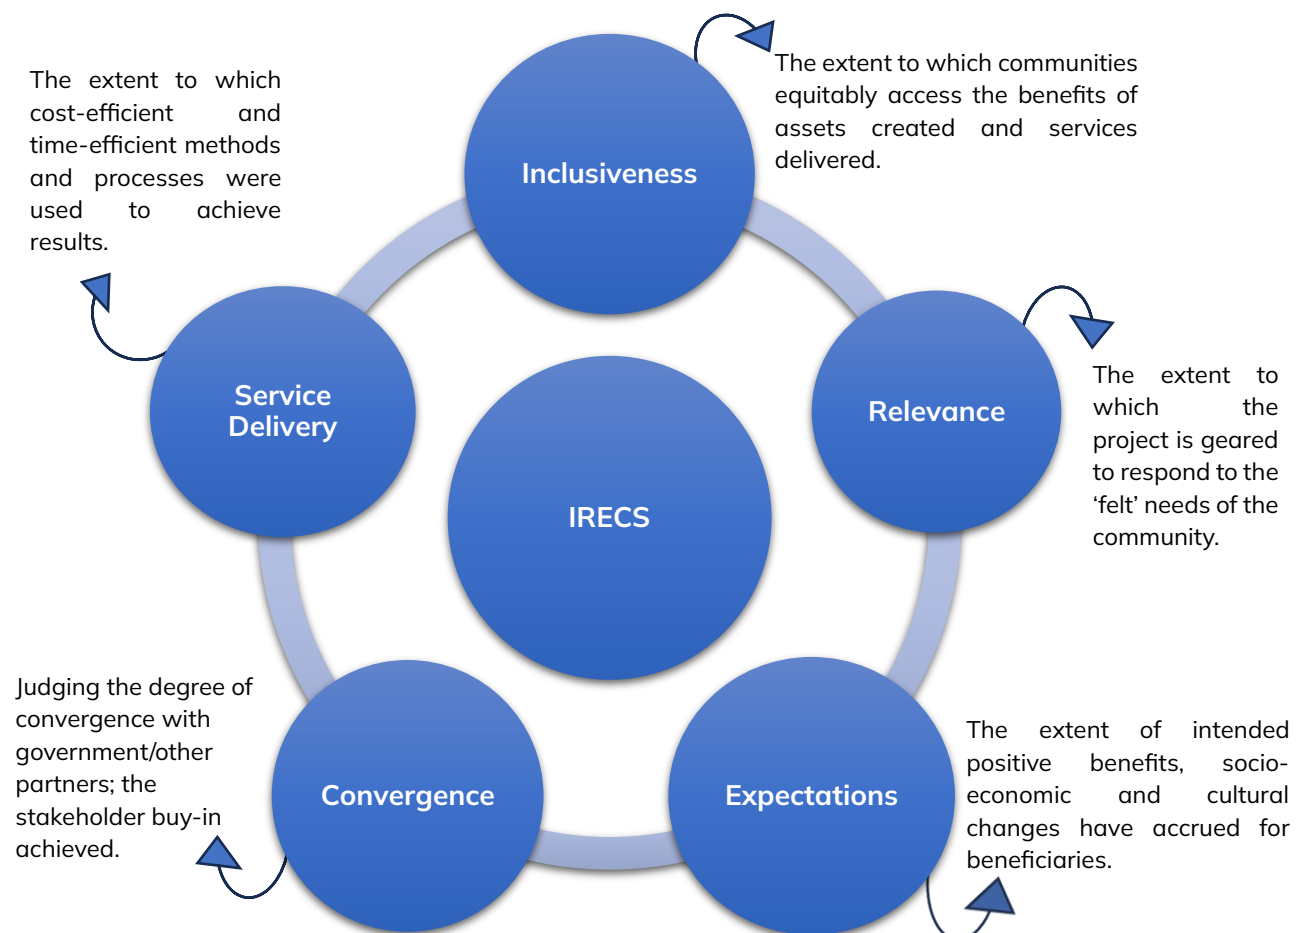 The extent to which
cost-efficient and
time-efficient methods
and processes were
used to achieve
results.
Inclusiveness
The extent to which communities
equitably access the benefits of
assets created and services
delivered.
Service
Delivery
Relevance
The extent to
which the
project is geared
to respond to the
‘felt’ needs of the
community.
IRECS
Judging the degree of
convergence with
government/other
partners; the
stakeholder buy-in
achieved.
Convergence
Expectations
The extent of intended
positive benefits, socio-
economic and cultural
changes have accrued for
beneficiaries.